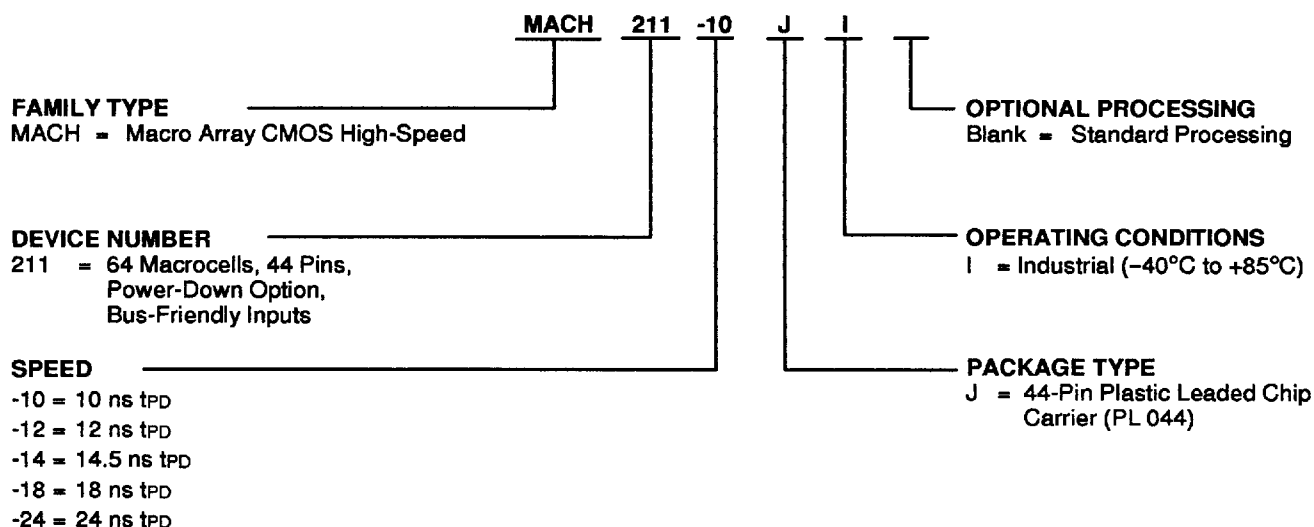 MACH 211 -10 J I
FAMILY TYPE
MACH = Macro Array CMOS High-Speed
DEVICE NUMBER
211 = 64 Macrocells, 44 Pins,
Power-Down Option,
Bus-Friendly Inputs
SPEED
-10 = 10 ns tPD
-12 = 12 ns tPD
-14 = 14.5 ns tPD
-18 = 18 ns tPD
-24 = 24 ns tPD
OPTIONAL PROCESSING
Blank = Standard Processing
OPERATING CONDITIONS
I = Industrial (–40°C to +85°C)
PACKAGE TYPE
J = 44-Pin Plastic Leaded Chip
Carrier (PL 044)